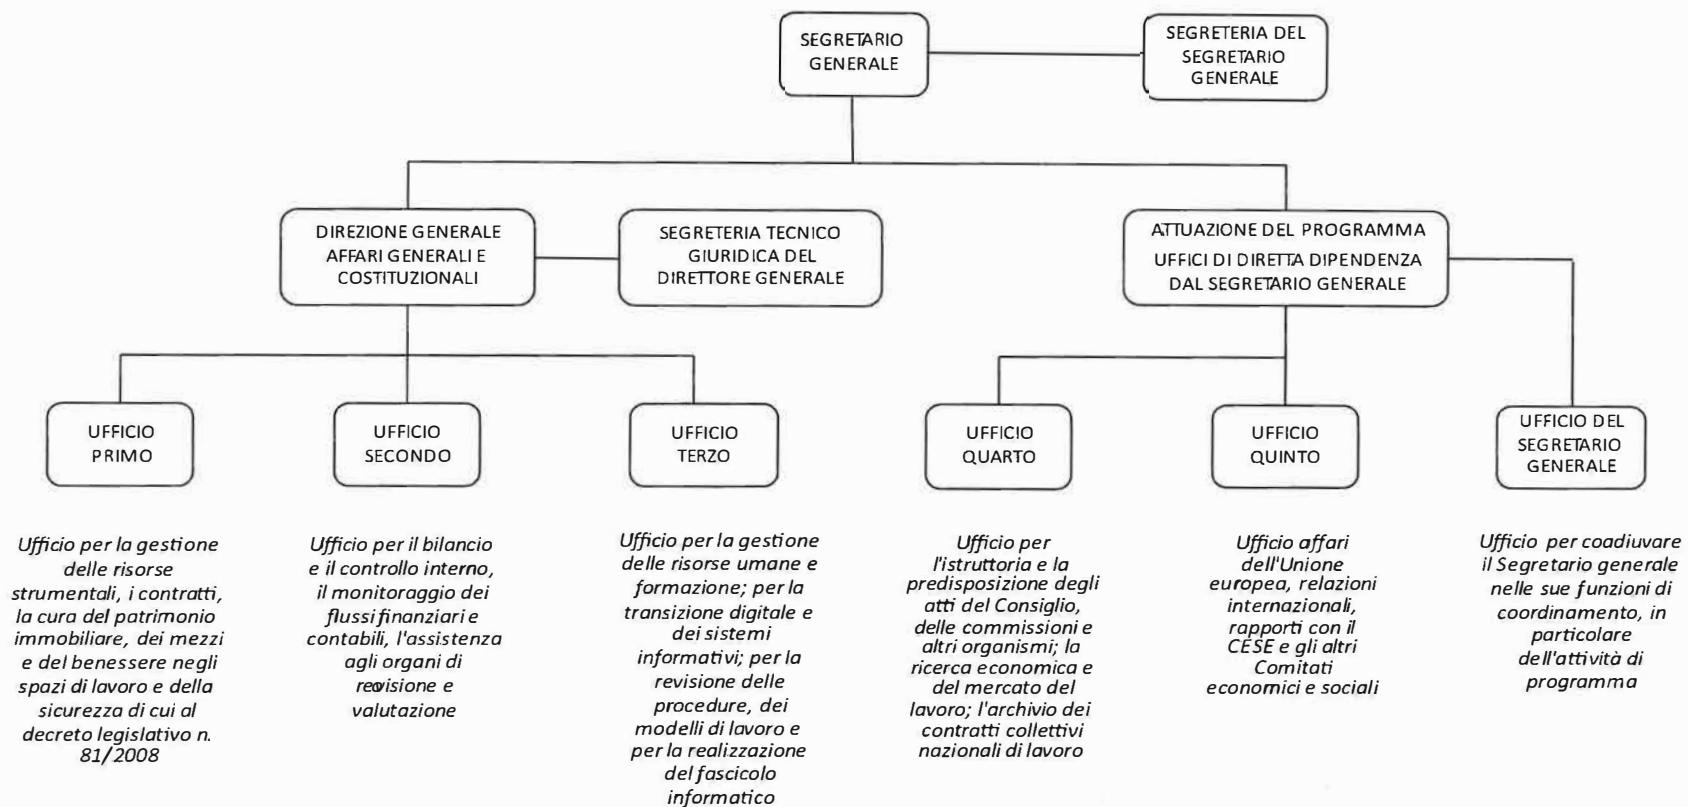 SEGRETARIO
GENERALE
SEGRETERIA DEL
SEGRETARIO
GENERALE
DIREZIONE GENERALE
AFFARI GENERALI E
COSTITUZIONALI
SEGRETERIA TECNICO
GIURIDICA DEL
DIRETTORE GENERALE
ATTUAZIONE DEL PROGRAMMA
UFFICI DI DIRETTA DIPENDENZA
DAL SEGRETARIO GENERALE
UFFICIO
PRIMO
UFFICIO
SECONDO
UFFICIO
TERZO
UFFICIO
QUARTO
UFFICIO
QUINTO
UFFICIO DEL
SEGRETARIO
GENERALE
Ufficio per la gestione
delle risorse
strumentali, i contratti,
la cura del patrimonio
immobiliare, dei mezzi
e del benessere negli
spazi di lavoro e della
sicurezza di cui al
decreto legislativo n.
81/2008
Ufficio per il bilancio
e il controllo interno,
il monitoraggio dei
flussi finanziari e
contabili, l'assistenza
agli organi di
revisione e
valutazione
Ufficio per la gestione
delle risorse umane e
formazione; per la
transizione digitale e
dei sistemi
informativi; per la
revisione delle
procedure, dei
modelli di lavoro e
per la realizzazione
del fascicolo
informatico
Ufficio per
l'istruttoria e la
predisposizione degli
atti del Consiglio,
delle commissioni e
altri organismi; la
ricerca economica e
del mercato del
lavoro; l'archivio dei
contratti collettivi
nazionali di lavoro
Ufficio affari
dell'Unione
europea, relazioni
internazionali,
rapporti con il
CESE e gli altri
Comitati
economici e sociali
Ufficio per coadiuvare
il Segretario generale
nelle sue funzioni di
coordinamento, in
particolare
dell'attività di
programma